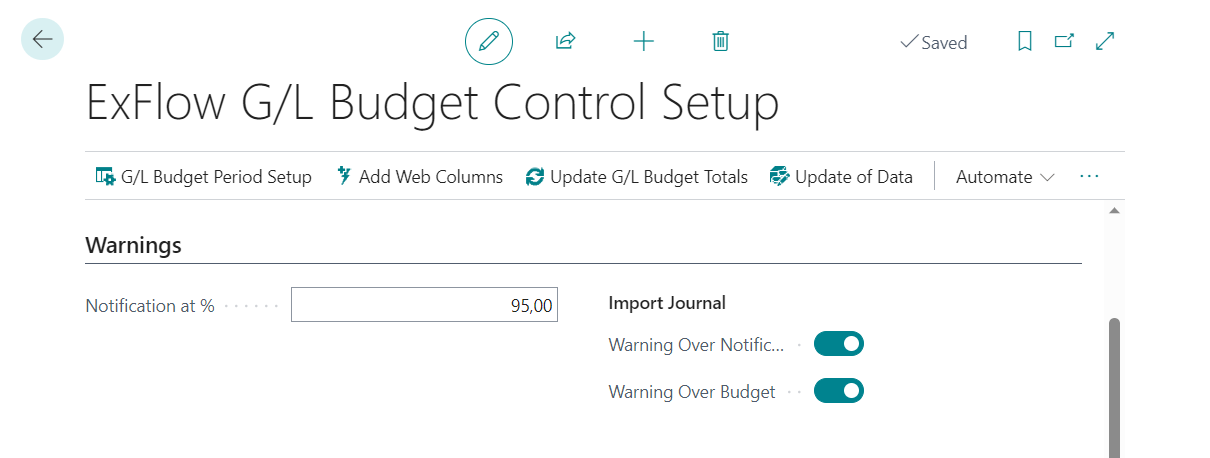 Saved
ExFlow G/L Budget Control Setup
G/L Budget Period Setup Add Web Columns Update G/L Budget Totals Update of Data Automate ...
Warnings
Notification at % 95,00
Import Journal
Warning Over Notific...
Warning Over Budget